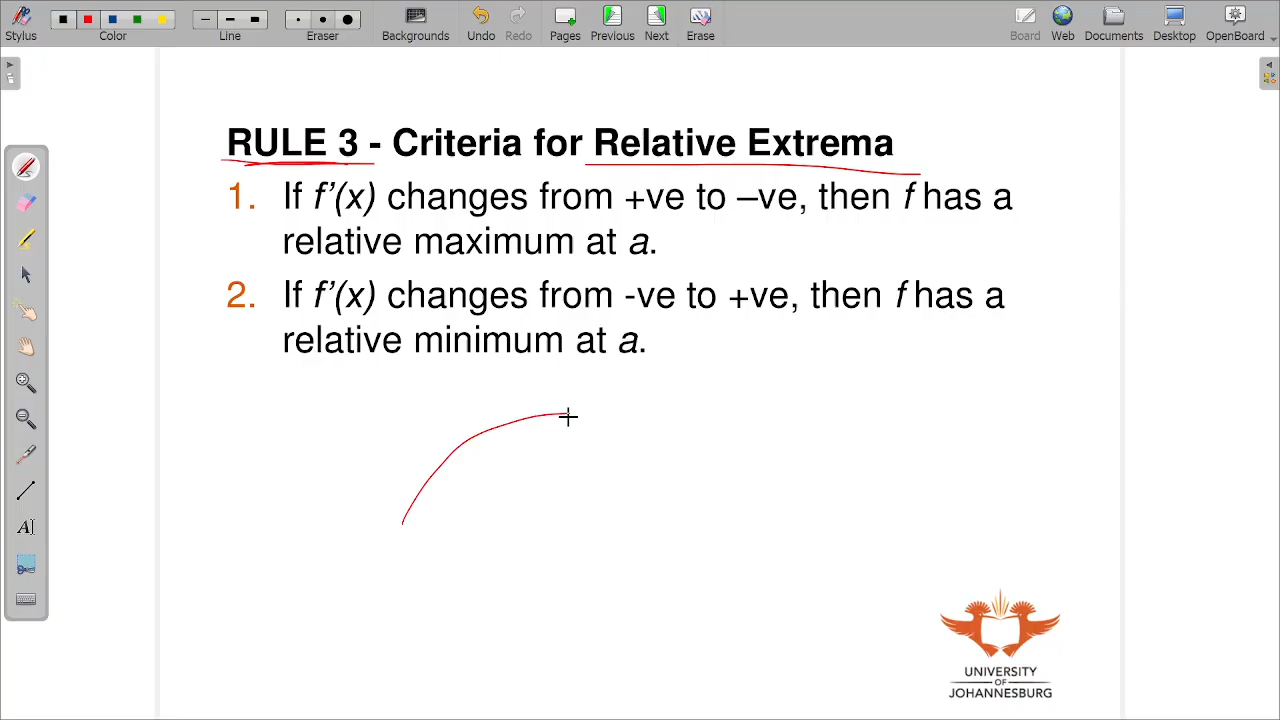 Stylus
Color
Line
Eraser
Backgrounds
Undo
Redo
Pages
Previous
Next
Erase
Board
Web
Documents
Desktop
OpenBoard
RULE 3 - Criteria for Relative Extrema
1. If f’(x) changes from +ve to –ve, then f has a
relative maximum at a.
2. If f’(x) changes from -ve to +ve, then f has a
relative minimum at a.
UNIVERSITY
OF
JOHANNESBURG